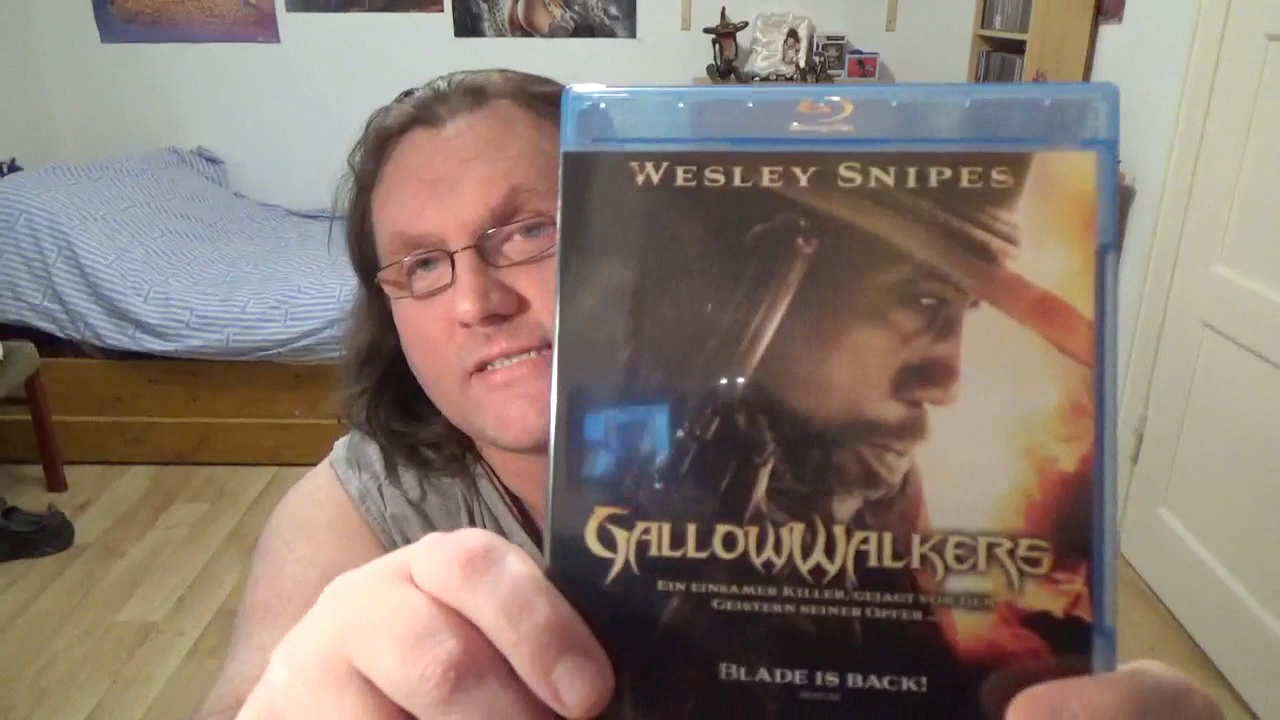 WESLEY SNIPES
GALLOWWALKERS
EIN EINSAMER KILLER, GEJAGT VON DEN
GEISTERN SEINER OPFER...
BLADE IS BACK!